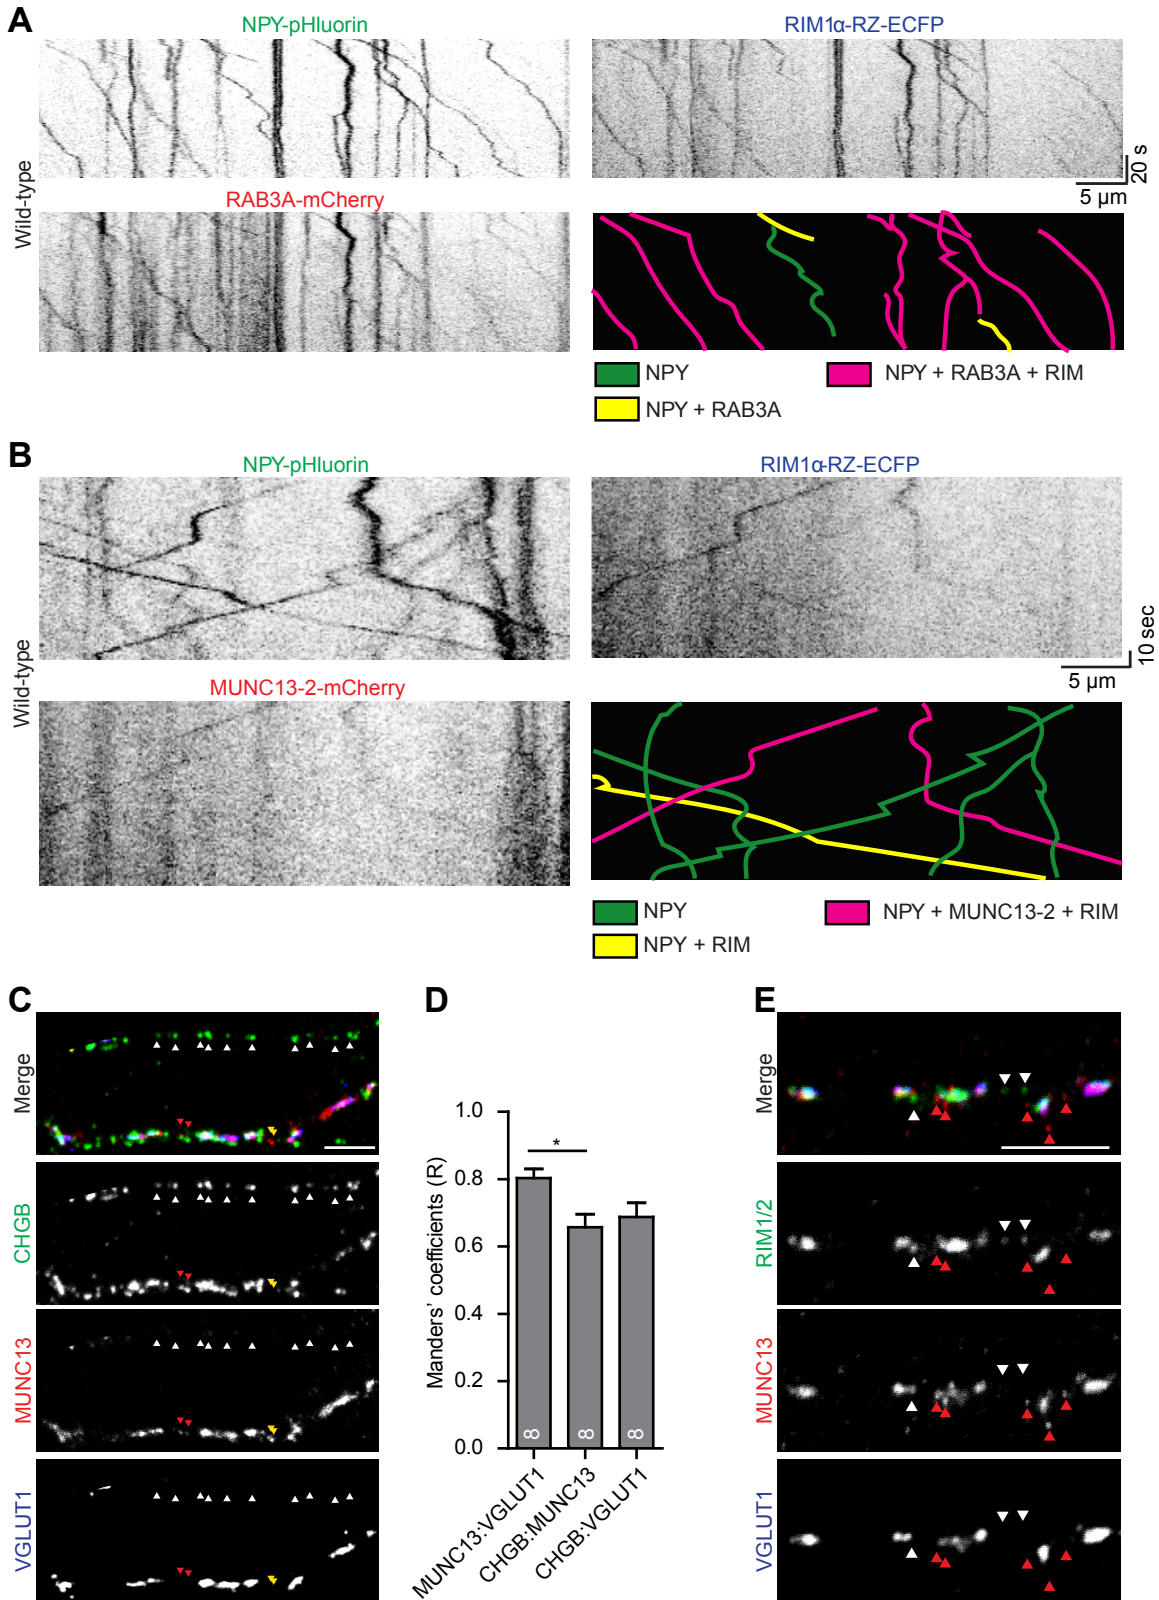 A
NPY-pHluorin
RIM1α-RZ-ECFP
Wild-type
RAB3A-mCherry
20 s
5 µm
NPY
NPY + RAB3A + RIM
NPY + RAB3A
B
NPY-pHluorin
RIM1α-RZ-ECFP
Wild-type
MUNC13-2-mCherry
10 sec
5 µm
NPY
NPY + MUNC13-2 + RIM
NPY + RIM
C
Merge
CHGB
MUNC13
VGLUT1
D
Manders' coefficients (R)
1.0
0.8
0.6
0.4
0.2
0.0
*
8
8
8
MUNC13:VGLUT1
CHGB:MUNC13
CHGB:VGLUT1
E
Merge
RIM1/2
MUNC13
VGLUT1